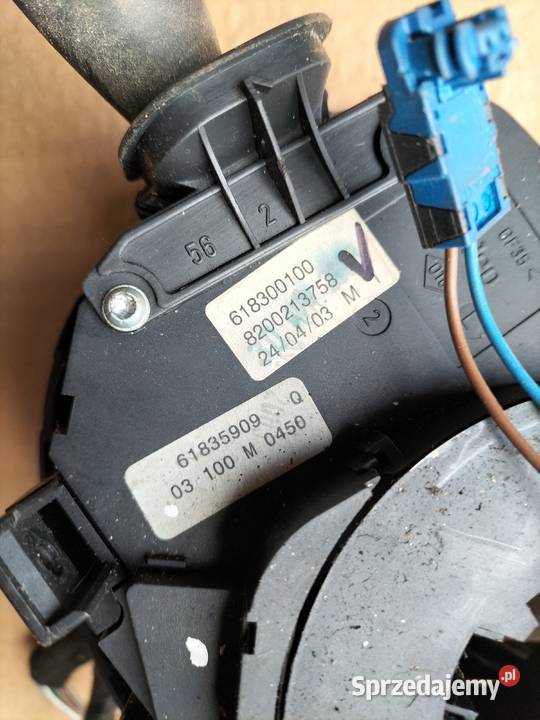 56 2
618300100
8200213758
24/04/03 M
2
61835909 Q
03 100 M 0450
Sprzedajemy.pl